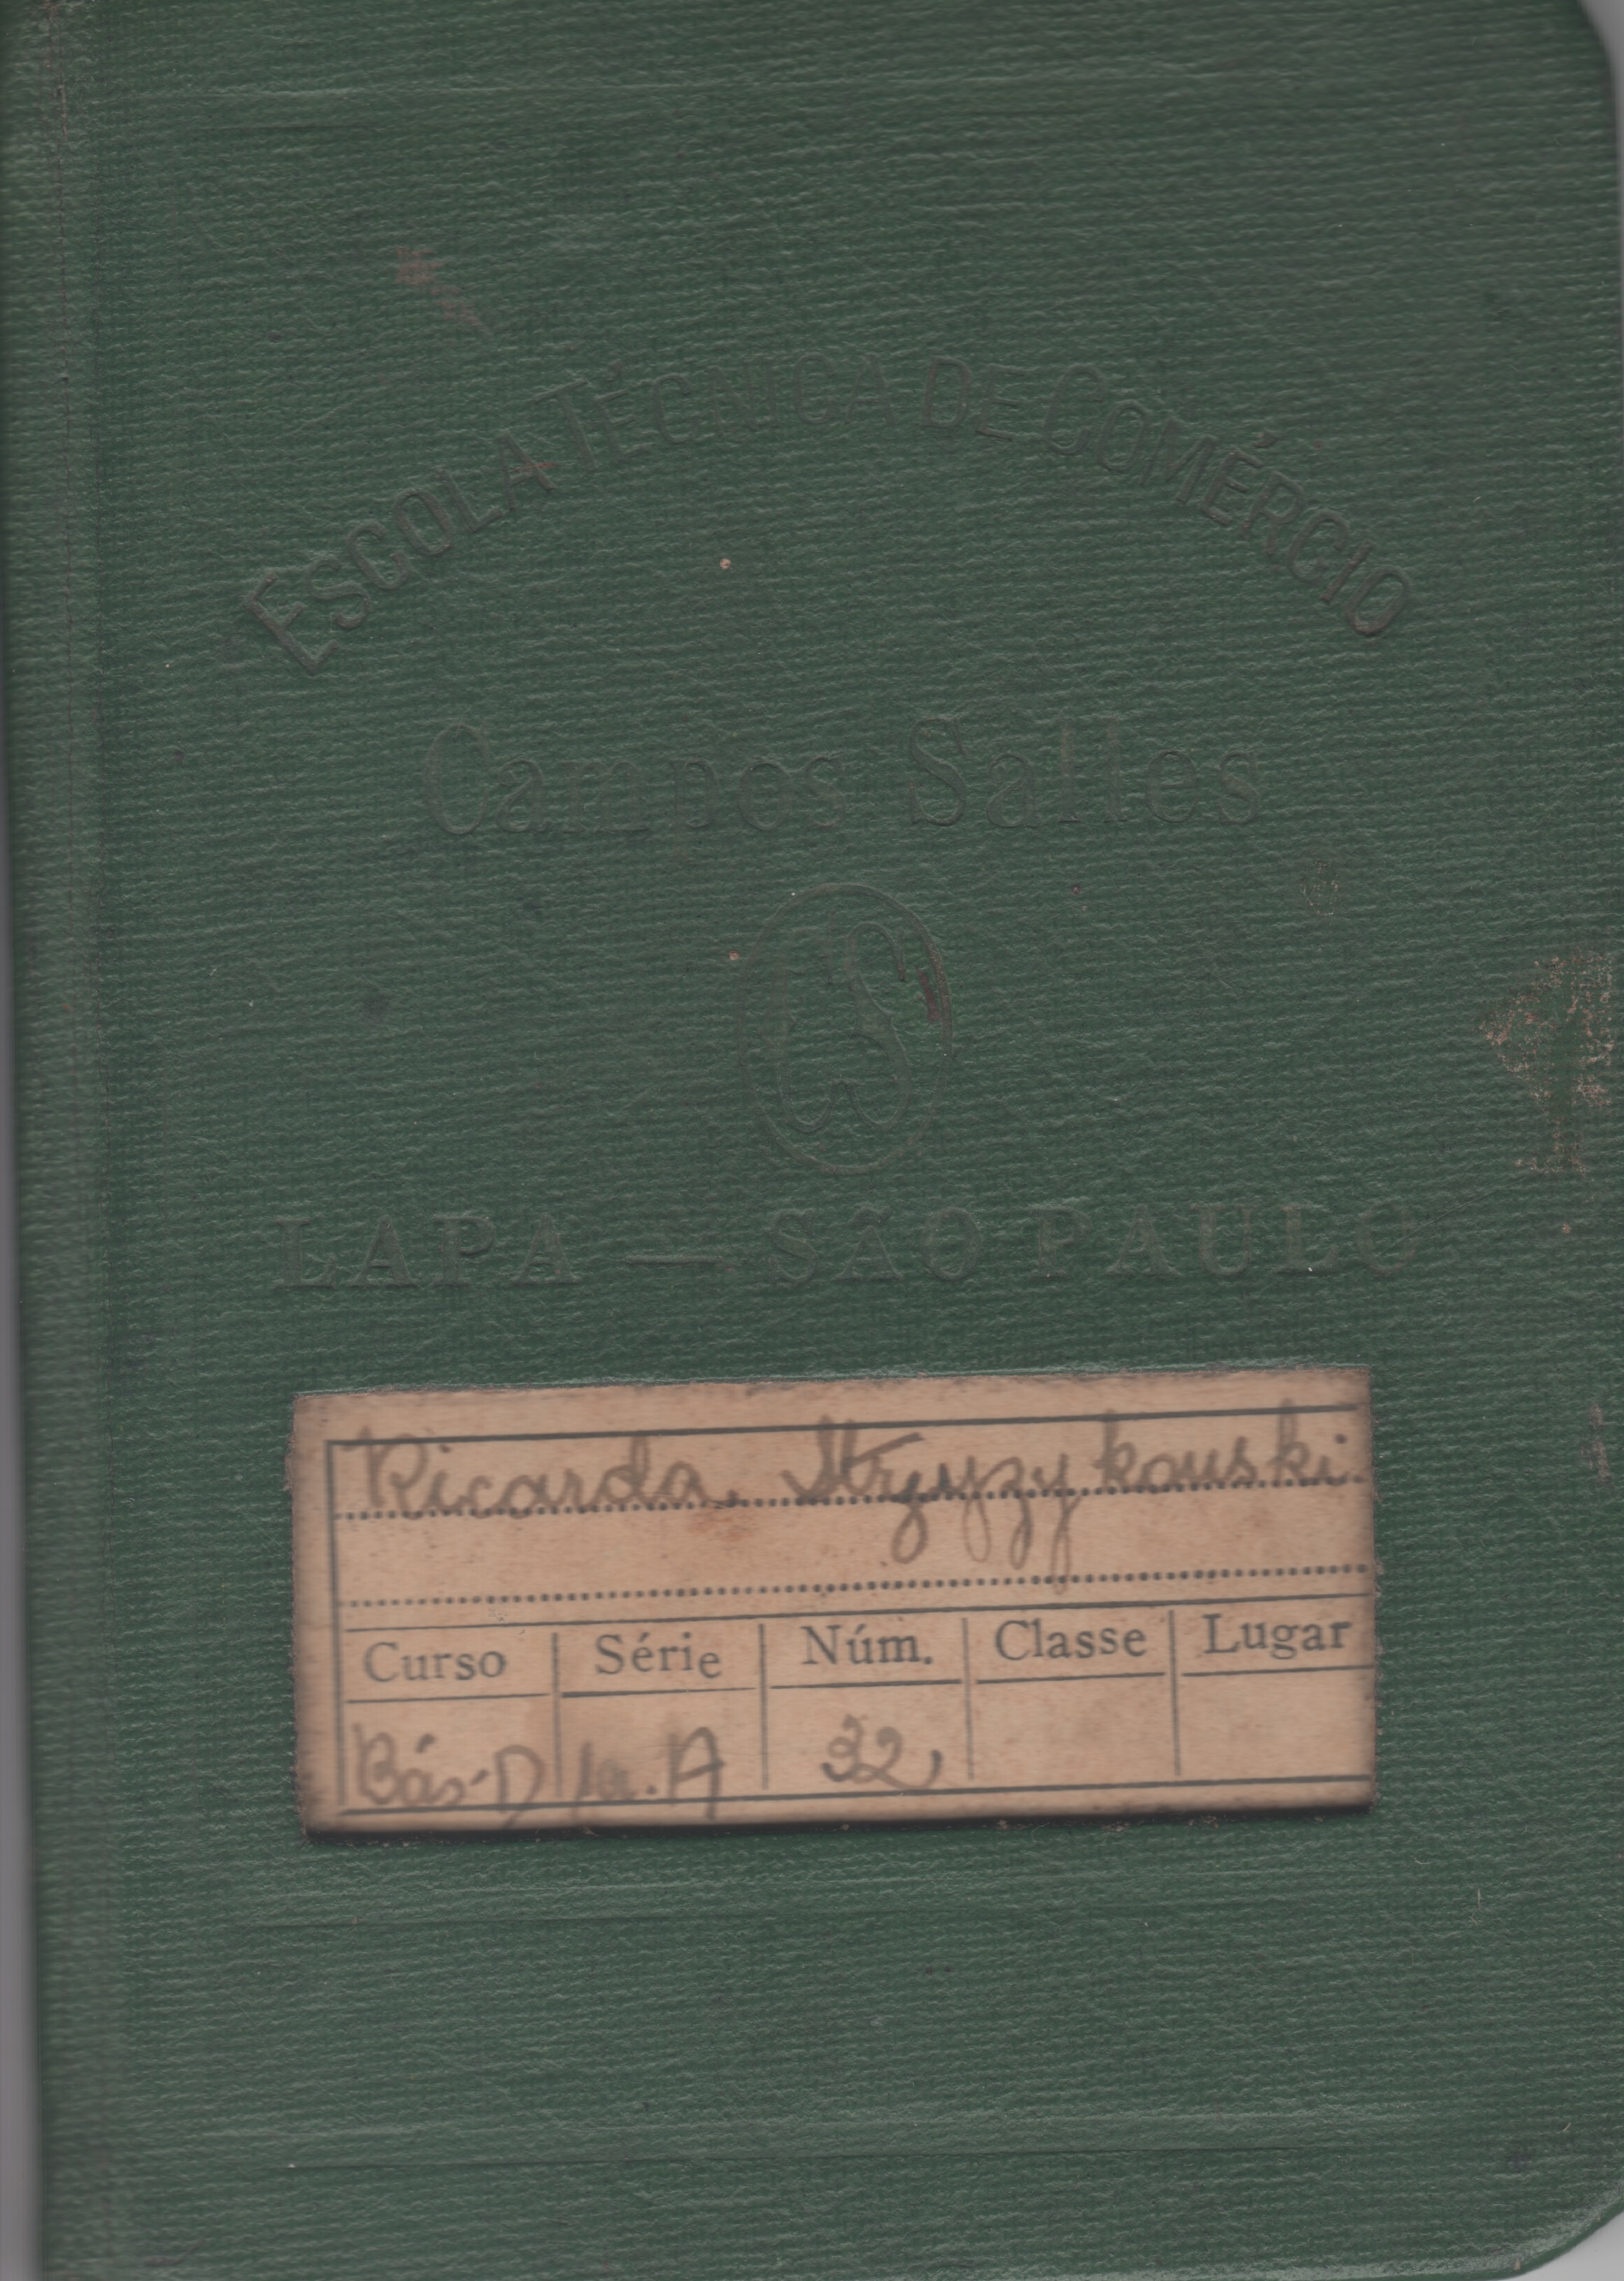 ESCOLA TÉCNICA DE COMÉRCIO
Campos Salles
CS
LAPA — SÃO PAULO
Ricarda
Curso Série Núm. Classe Lugar
Bás-D 1a. A 32